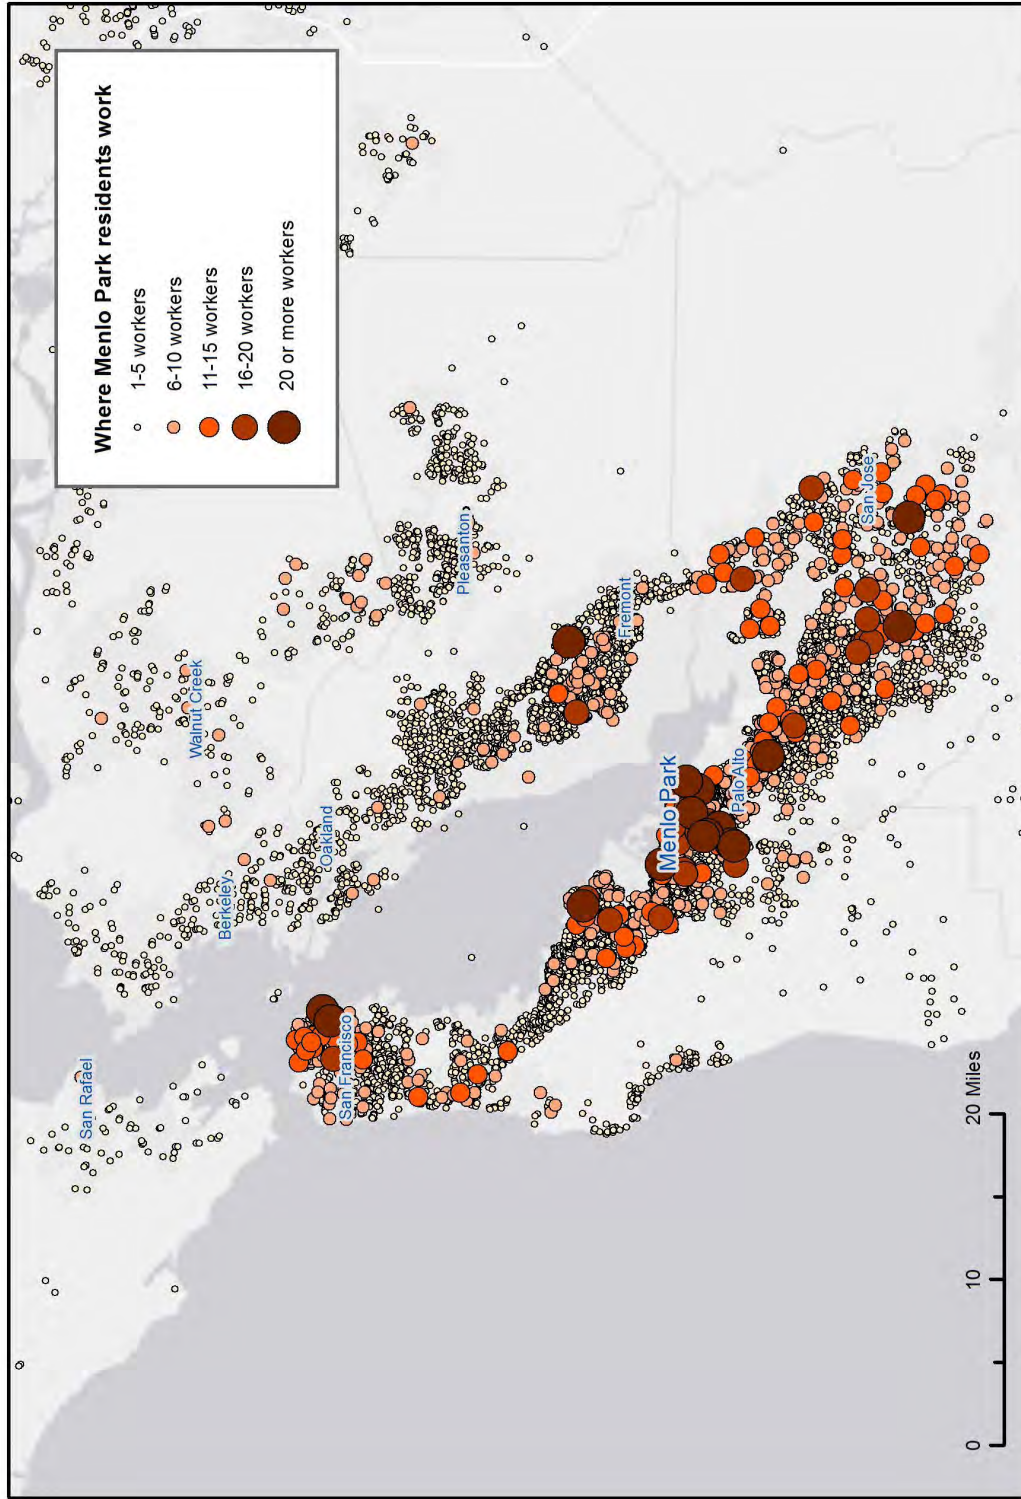 Where Menlo Park residents work
1-5 workers
6-10 workers
11-15 workers
16-20 workers
20 or more workers
San Rafael
Walnut Creek
Berkeley
Oakland
San Francisco
Pleasanton
Fremont
Menlo Park
Palo Alto
San Jose
0 10 20 Miles